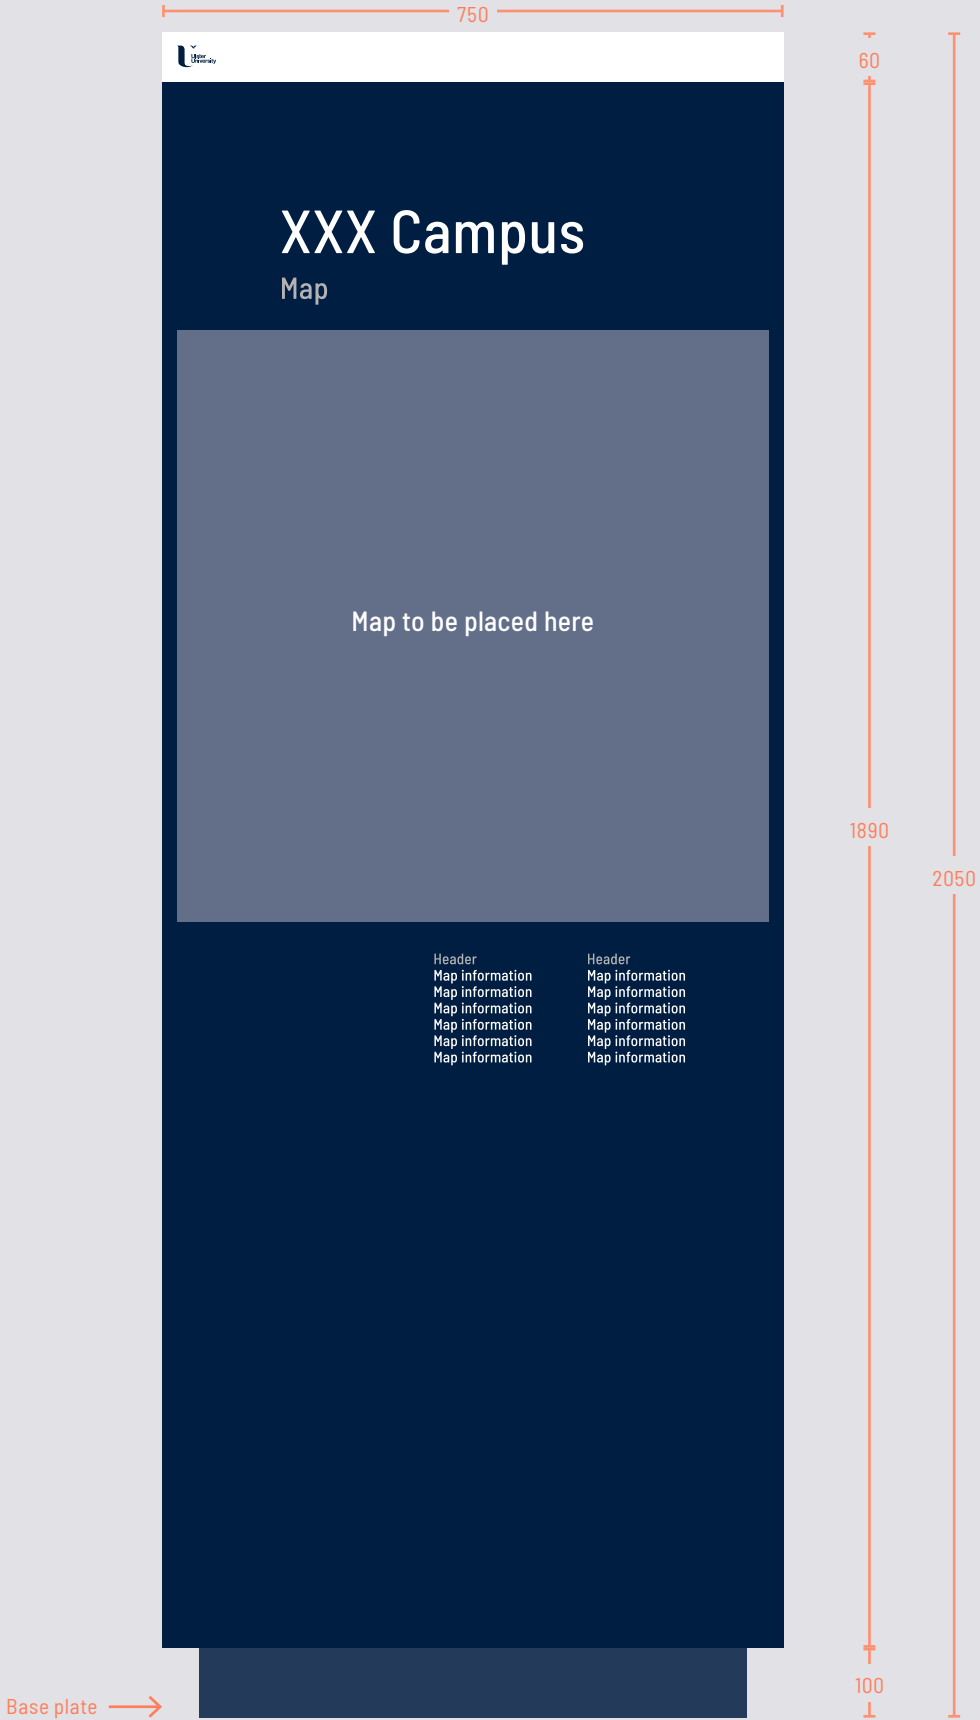 750
Ulster
University
60
XXX Campus
Map
Map to be placed here
1890
2050
Header
Map information
Map information
Map information
Map information
Map information
Map information
Header
Map information
Map information
Map information
Map information
Map information
Map information
100
Base plate